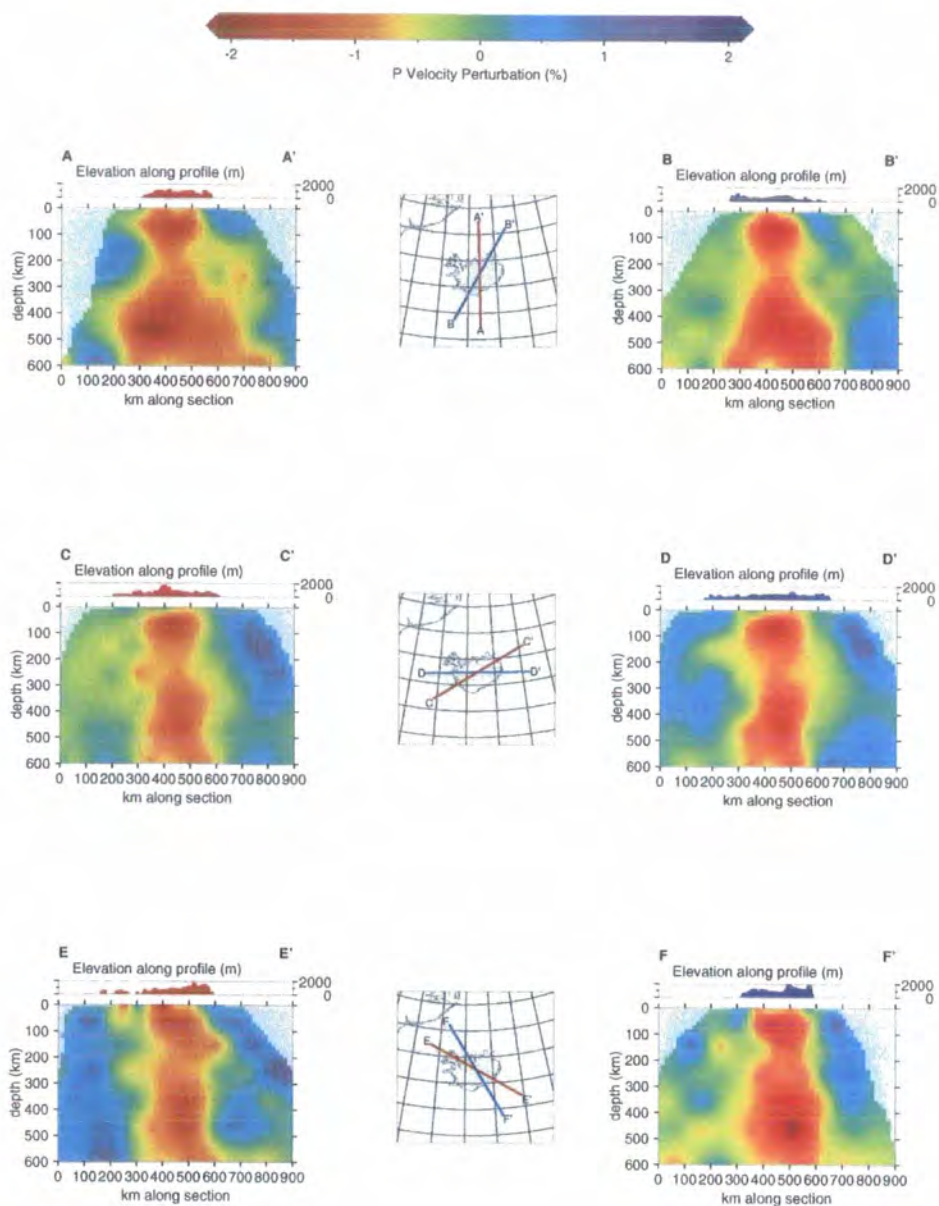 -2 -1 0 1 2
P Velocity Perturbation (%)
A A'
Elevation along profile (m)
2000
0
0
100
200
300
400
500
600
depth (km)
0 100 200 300 400 500 600 700 800 900
km along section
A'
B'
B
A
B B'
Elevation along profile (m)
2000
0
0
100
200
300
400
500
600
depth (km)
0 100 200 300 400 500 600 700 800 900
km along section
C C'
Elevation along profile (m)
2000
0
0
100
200
300
400
500
600
depth (km)
0 100 200 300 400 500 600 700 800 900
km along section
C'
D D'
C
D D'
Elevation along profile (m)
2000
0
0
100
200
300
400
500
600
depth (km)
0 100 200 300 400 500 600 700 800 900
km along section
E E'
Elevation along profile (m)
2000
0
0
100
200
300
400
500
600
depth (km)
0 100 200 300 400 500 600 700 800 900
km along section
F
E
E'
F'
F F'
Elevation along profile (m)
2000
0
0
100
200
300
400
500
600
depth (km)
0 100 200 300 400 500 600 700 800 900
km along section